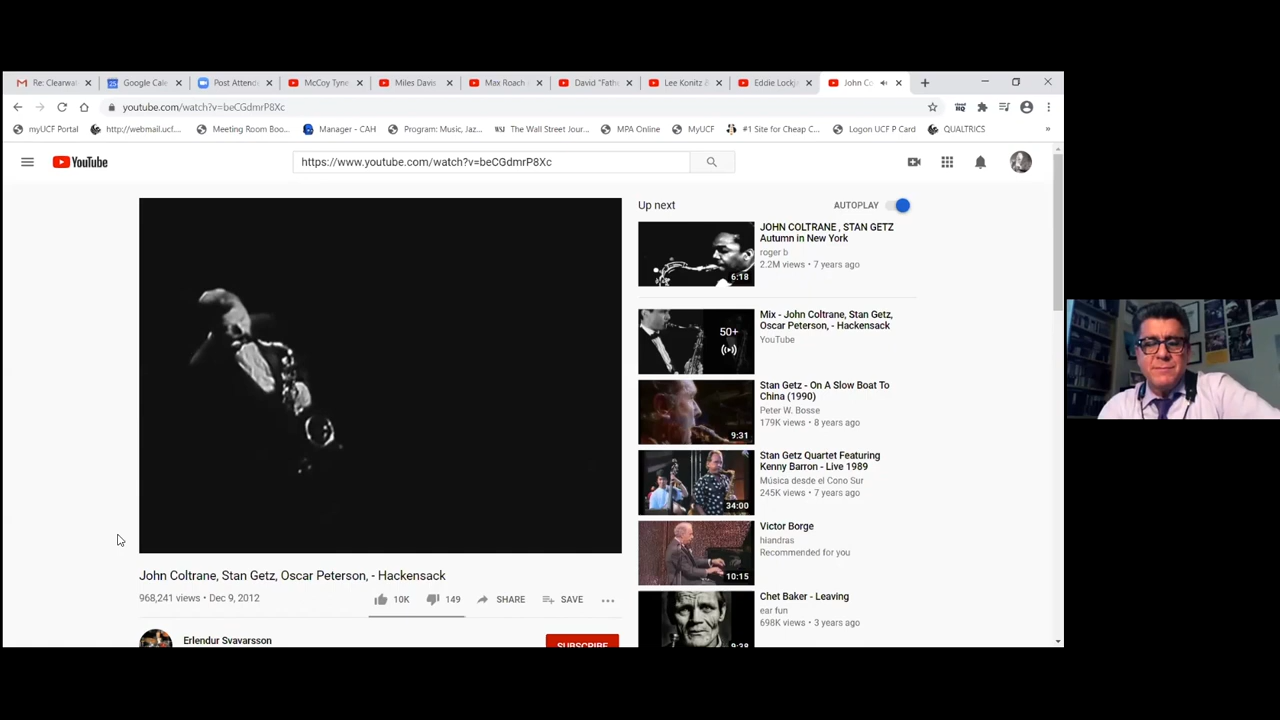 Re: Clearwa
Google Cale
Post Attend
McCoy Tyne
Miles Davis
Max Roach
David "Fath
Lee Konitz
Eddie Lockj
John Co
youtube.com/watch?v=beCGdmrP8Xc
myUCF Portal
http://webmail.ucf....
Meeting Room Boo...
Manager - CAH
Program: Music, Jaz...
WSJ The Wall Street Jour...
MPA Online
MyUCF
#1 Site for Cheap C...
Logon UCF P Card
QUALTRICS
»
YouTube
https://www.youtube.com/watch?v=beCGdmrP8Xc
Up next
AUTOPLAY
JOHN COLTRANE , STAN GETZ
Autumn in New York
roger b
2.2M views • 7 years ago
6:18
Mix - John Coltrane, Stan Getz,
Oscar Peterson, - Hackensack
YouTube
50+
Stan Getz - On A Slow Boat To
China (1990)
Peter W. Bosse
179K views • 8 years ago
9:31
Stan Getz Quartet Featuring
Kenny Barron - Live 1989
Música desde el Cono Sur
245K views • 7 years ago
34:00
Victor Borge
hiandras
Recommended for you
10:15
Chet Baker - Leaving
ear fun
698K views • 3 years ago
9:38
John Coltrane, Stan Getz, Oscar Peterson, - Hackensack
968,241 views • Dec 9, 2012
10K
149
SHARE
SAVE
Erlendur Svavarsson
SUBSCRIBE